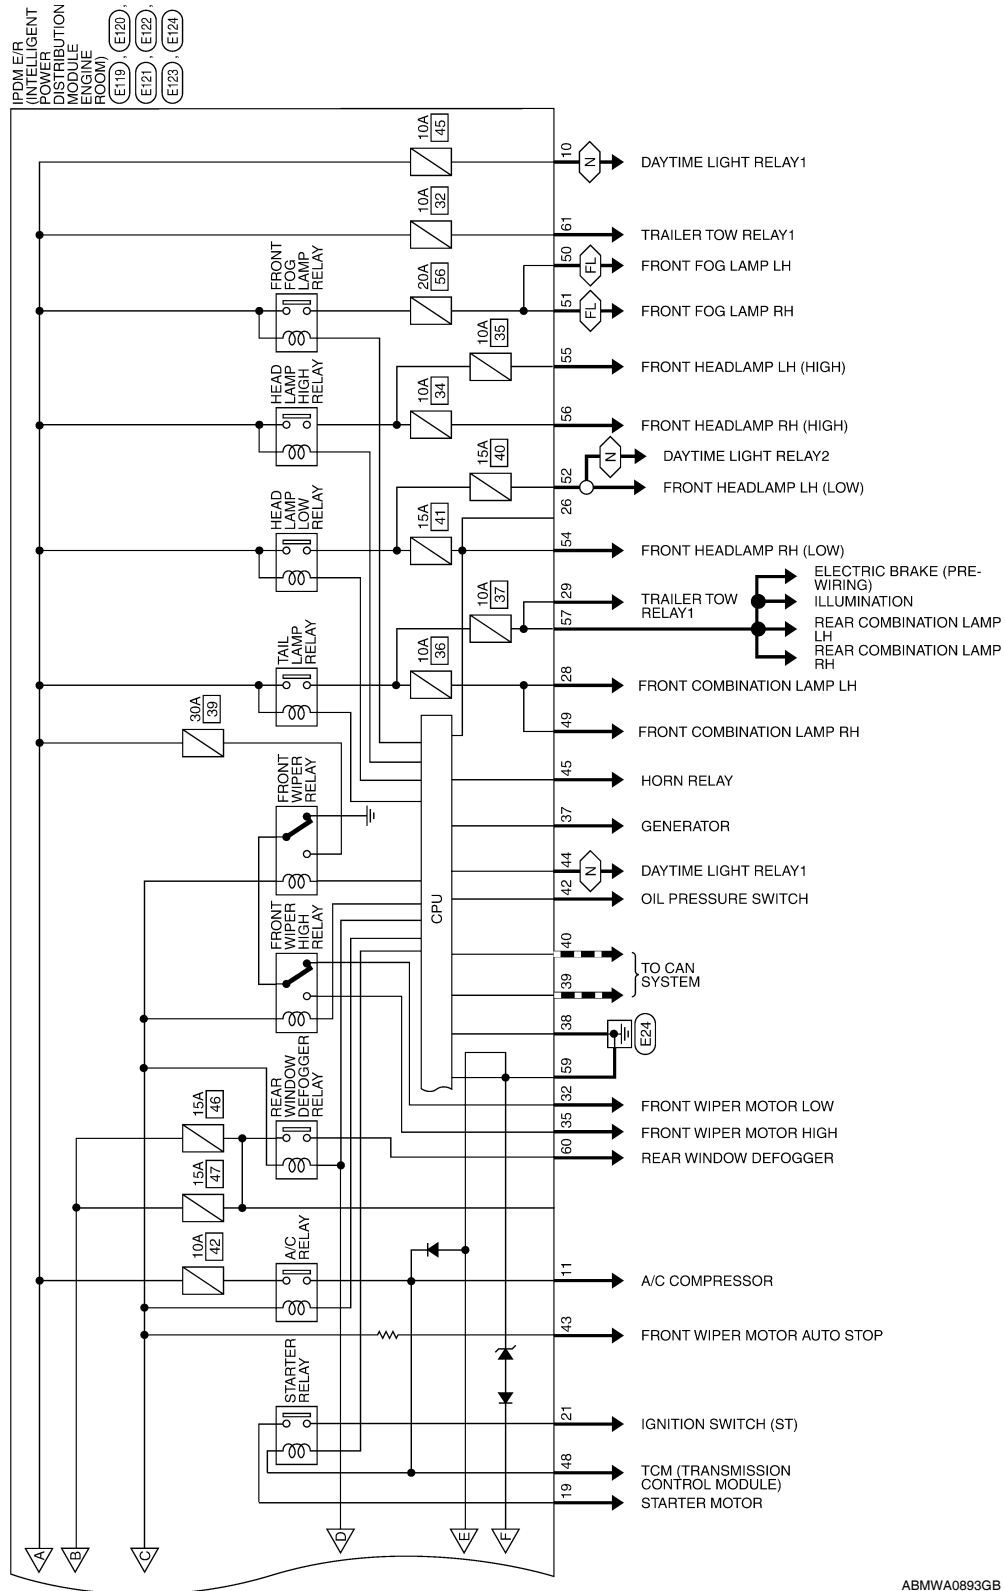 IPDM E/R
(INTELLIGENT
POWER
DISTRIBUTION
MODULE
ENGINE
ROOM)
E119 , E120 ,
E121 , E122 ,
E123 , E124
10A
45
10
N
DAYTIME LIGHT RELAY1
10A
32
61
TRAILER TOW RELAY1
FRONT
FOG
LAMP
RELAY
20A
56
50
FL
FRONT FOG LAMP LH
51
FL
FRONT FOG LAMP RH
10A
35
55
FRONT HEADLAMP LH (HIGH)
HEAD
LAMP
HIGH
RELAY
10A
34
56
FRONT HEADLAMP RH (HIGH)
N
DAYTIME LIGHT RELAY2
15A
40
52
FRONT HEADLAMP LH (LOW)
26
HEAD
LAMP
LOW
RELAY
15A
41
54
FRONT HEADLAMP RH (LOW)
10A
37
29
TRAILER TOW
RELAY1
57
ELECTRIC BRAKE (PRE-
WIRING)
ILLUMINATION
REAR COMBINATION LAMP
LH
REAR COMBINATION LAMP
RH
TAIL
LAMP
RELAY
10A
36
28
FRONT COMBINATION LAMP LH
49
FRONT COMBINATION LAMP RH
30A
39
FRONT
WIPER
RELAY
45
HORN RELAY
37
GENERATOR
44
N
DAYTIME LIGHT RELAY1
42
OIL PRESSURE SWITCH
CPU
FRONT
WIPER
HIGH
RELAY
40
39
TO CAN
SYSTEM
38
E24
59
REAR
WINDOW
DEFOGGER
RELAY
32
FRONT WIPER MOTOR LOW
35
FRONT WIPER MOTOR HIGH
60
REAR WINDOW DEFOGGER
15A
46
15A
47
10A
42
A/C
RELAY
11
A/C COMPRESSOR
43
FRONT WIPER MOTOR AUTO STOP
STARTER
RELAY
21
IGNITION SWITCH (ST)
48
TCM (TRANSMISSION
CONTROL MODULE)
19
STARTER MOTOR
A
B
C
D
E
F
ABMWA0893GB